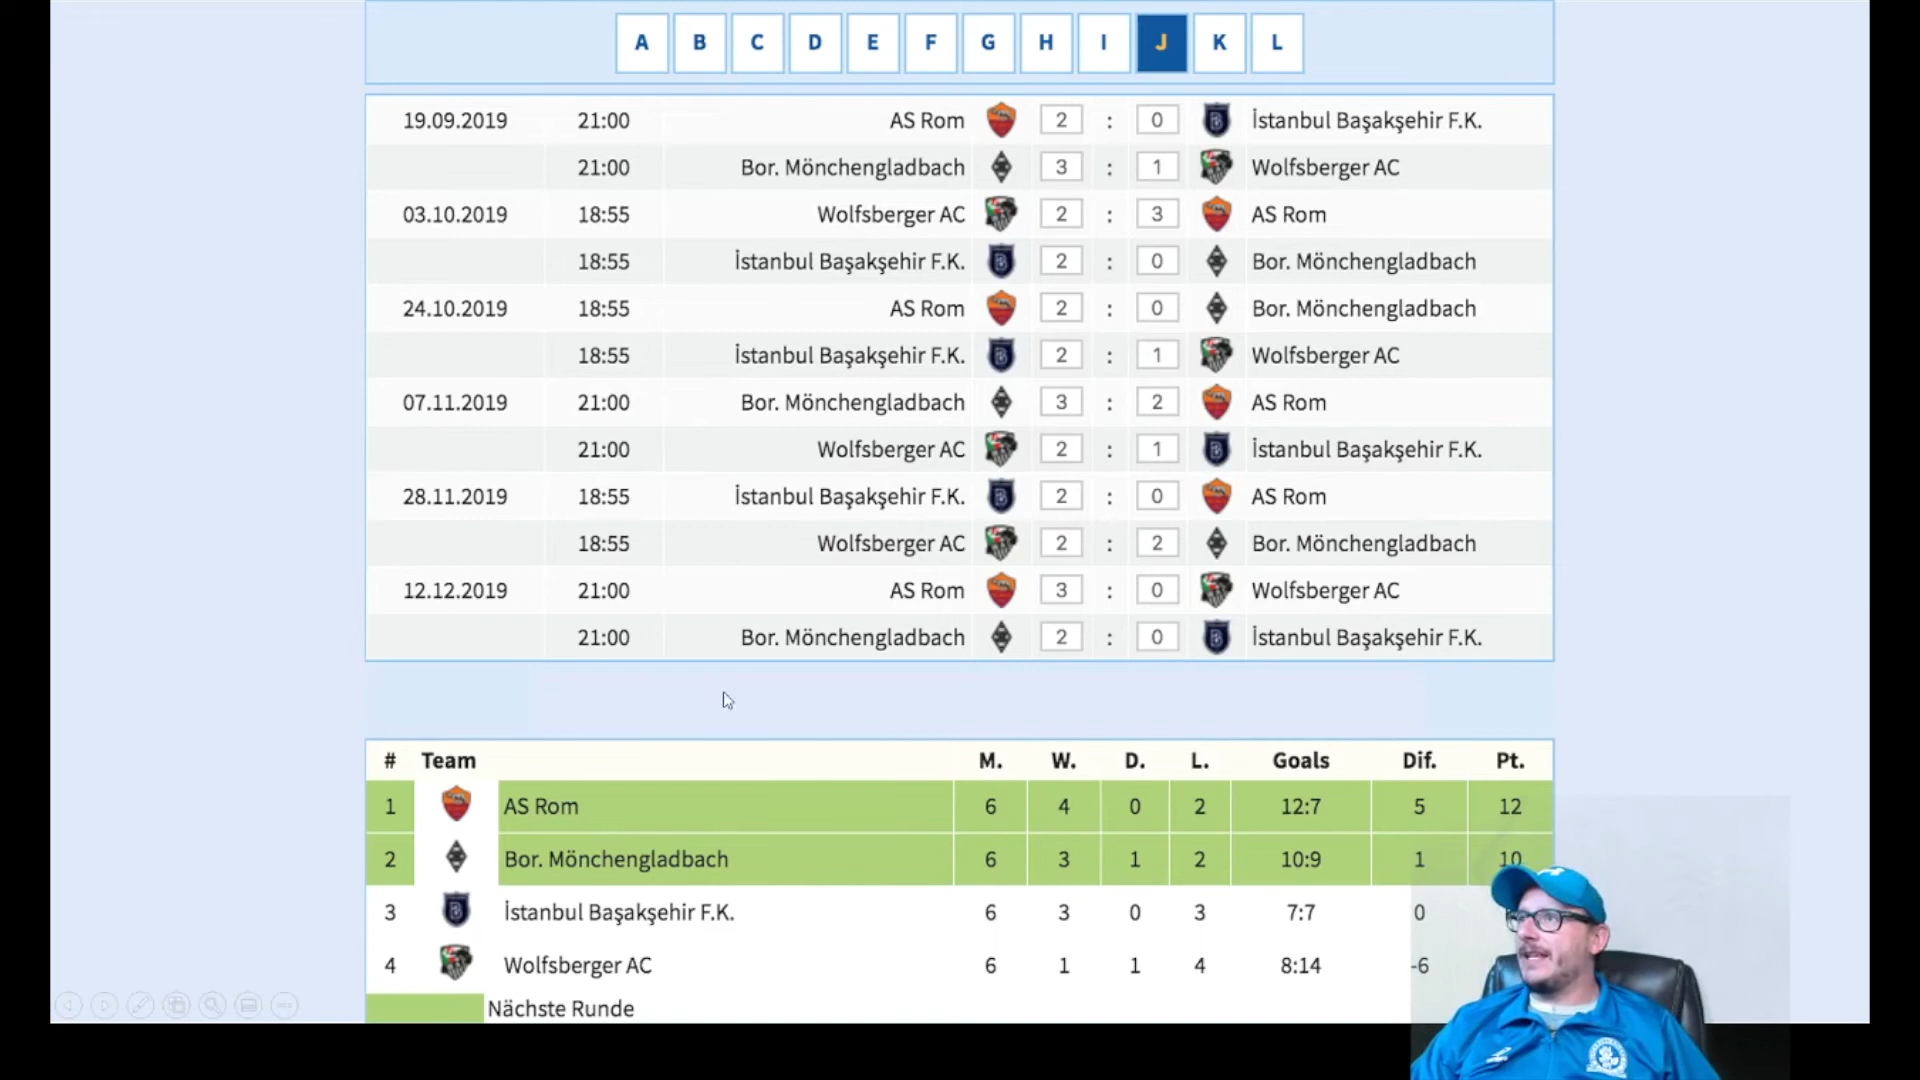 A B C D E F G H I J K L
19.09.2019 21:00 AS Rom 2 : 0 İstanbul Başakşehir F.K.
21:00 Bor. Mönchengladbach 3 : 1 Wolfsberger AC
03.10.2019 18:55 Wolfsberger AC 2 : 3 AS Rom
18:55 İstanbul Başakşehir F.K. 2 : 0 Bor. Mönchengladbach
24.10.2019 18:55 AS Rom 2 : 0 Bor. Mönchengladbach
18:55 İstanbul Başakşehir F.K. 2 : 1 Wolfsberger AC
07.11.2019 21:00 Bor. Mönchengladbach 3 : 2 AS Rom
21:00 Wolfsberger AC 2 : 1 İstanbul Başakşehir F.K.
28.11.2019 18:55 İstanbul Başakşehir F.K. 2 : 0 AS Rom
18:55 Wolfsberger AC 2 : 2 Bor. Mönchengladbach
12.12.2019 21:00 AS Rom 3 : 0 Wolfsberger AC
21:00 Bor. Mönchengladbach 2 : 0 İstanbul Başakşehir F.K.
# Team M. W. D. L. Goals Dif. Pt.
1 AS Rom 6 4 0 2 12:7 5 12
2 Bor. Mönchengladbach 6 3 1 2 10:9 1 10
3 İstanbul Başakşehir F.K. 6 3 0 3 7:7 0
4 Wolfsberger AC 6 1 1 4 8:14 -6
Nächste Runde